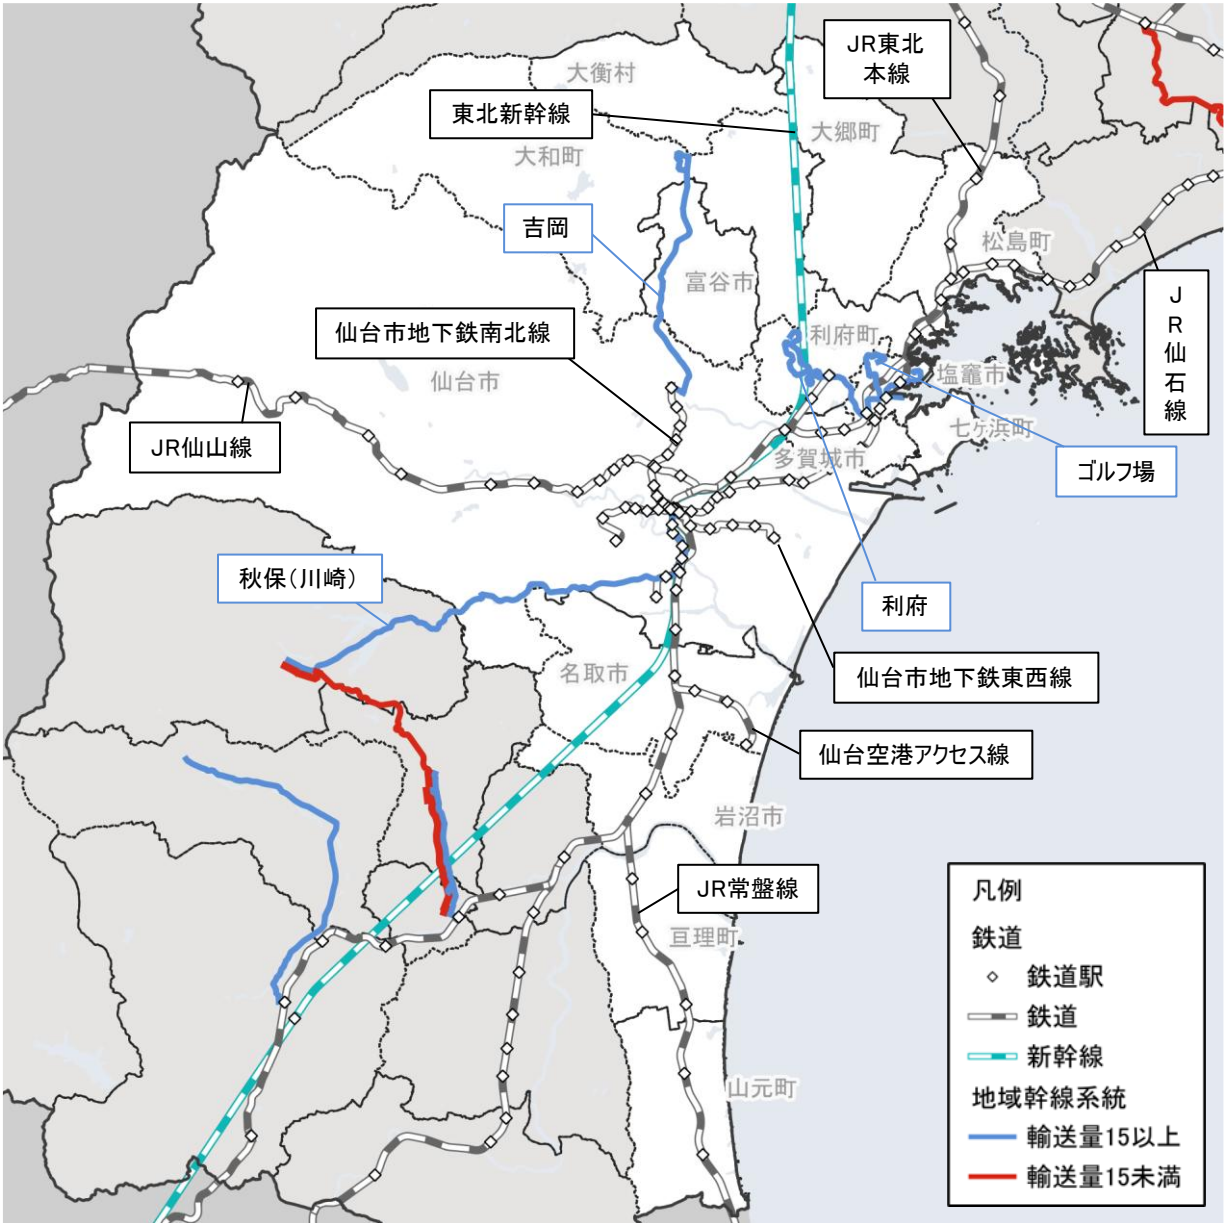 JR東北
本線
大衡村
東北新幹線
大郷町
大和町
吉岡
松島町
富谷市
J
R
仙
石
線
仙台市地下鉄南北線
利府町
仙台市
塩竈市
JR仙山線
七ヶ浜町
多賀城市
ゴルフ場
秋保（川崎）
利府
名取市
仙台市地下鉄東西線
仙台空港アクセス線
岩沼市
JR常盤線
亘理町
山元町
凡例
鉄道
鉄道駅
鉄道
新幹線
地域幹線系統
輸送量15以上
輸送量15未満